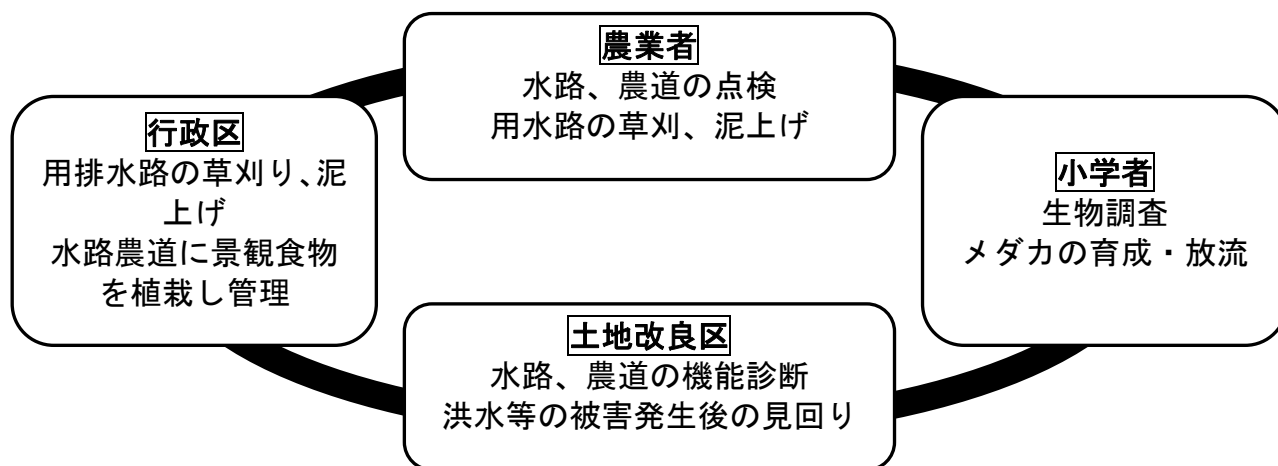 農業者
水路、農道の点検
用水路の草刈、泥上げ
行政区
用排水路の草刈り、泥
上げ
水路農道に景観食物
を植栽し管理
小学者
生物調査
メダカの育成・放流
土地改良区
水路、農道の機能診断
洪水等の被害発生後の見回り